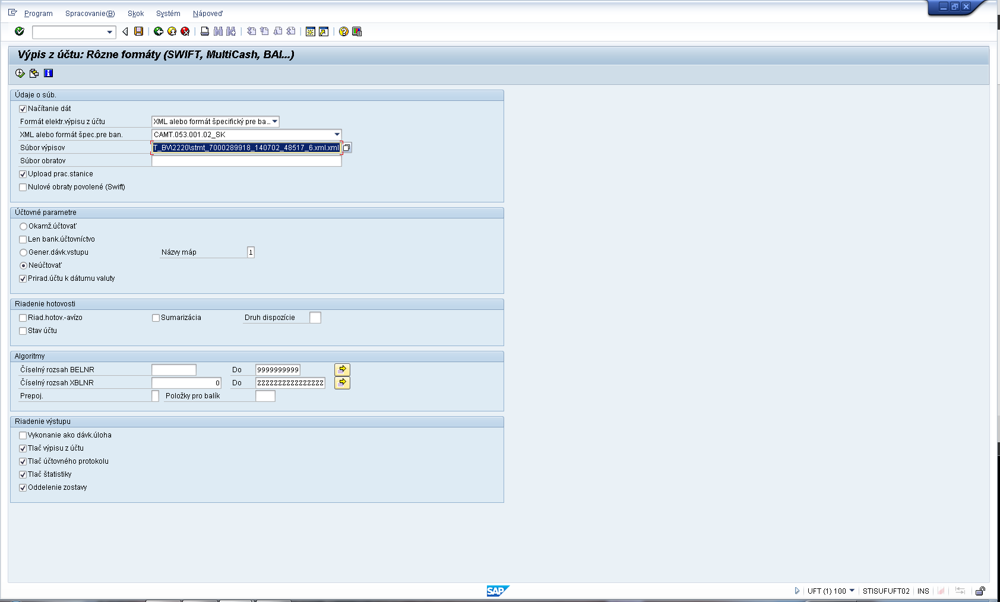 Program Spracovanie(B) Skok Systém Nápoveď
Výpis z účtu: Rôzne formáty (SWIFT, MultiCash, BAI...)
Údaje o súb.
Načítanie dát
Formát elektr.výpisu z účtu XML alebo formát špecifický pre ba...
XML alebo formát špec.pre ban. CAMT.053.001.02_SK
Súbor výpisov T_BV\2220\stmt_7000289918_140702_48517_6.xml.xml
Súbor obratov
Upload prac.stanice
Nulové obraty povolené (Swift)
Účtovné parametre
Okamž.účtovať
Len bank.účtovníctvo
Gener.dávk.vstupu Názvy máp 1
Neúčtovať
Prirad.účtu k dátumu valuty
Riadenie hotovosti
Riad.hotov.-avízo Sumarizácia Druh dispozície
Stav účtu
Algoritmy
Číselný rozsah BELNR Do 9999999999
Číselný rozsah XBLNR 0 Do ZZZZZZZZZZZZZZZZ
Prepoj. Položky pro balík
Riadenie výstupu
Vykonanie ako dávk.úloha
Tlač výpisu z účtu
Tlač účtovného protokolu
Tlač štatistiky
Oddelenie zostavy
SAP UFT (1) 100 STISUFUFT02 INS